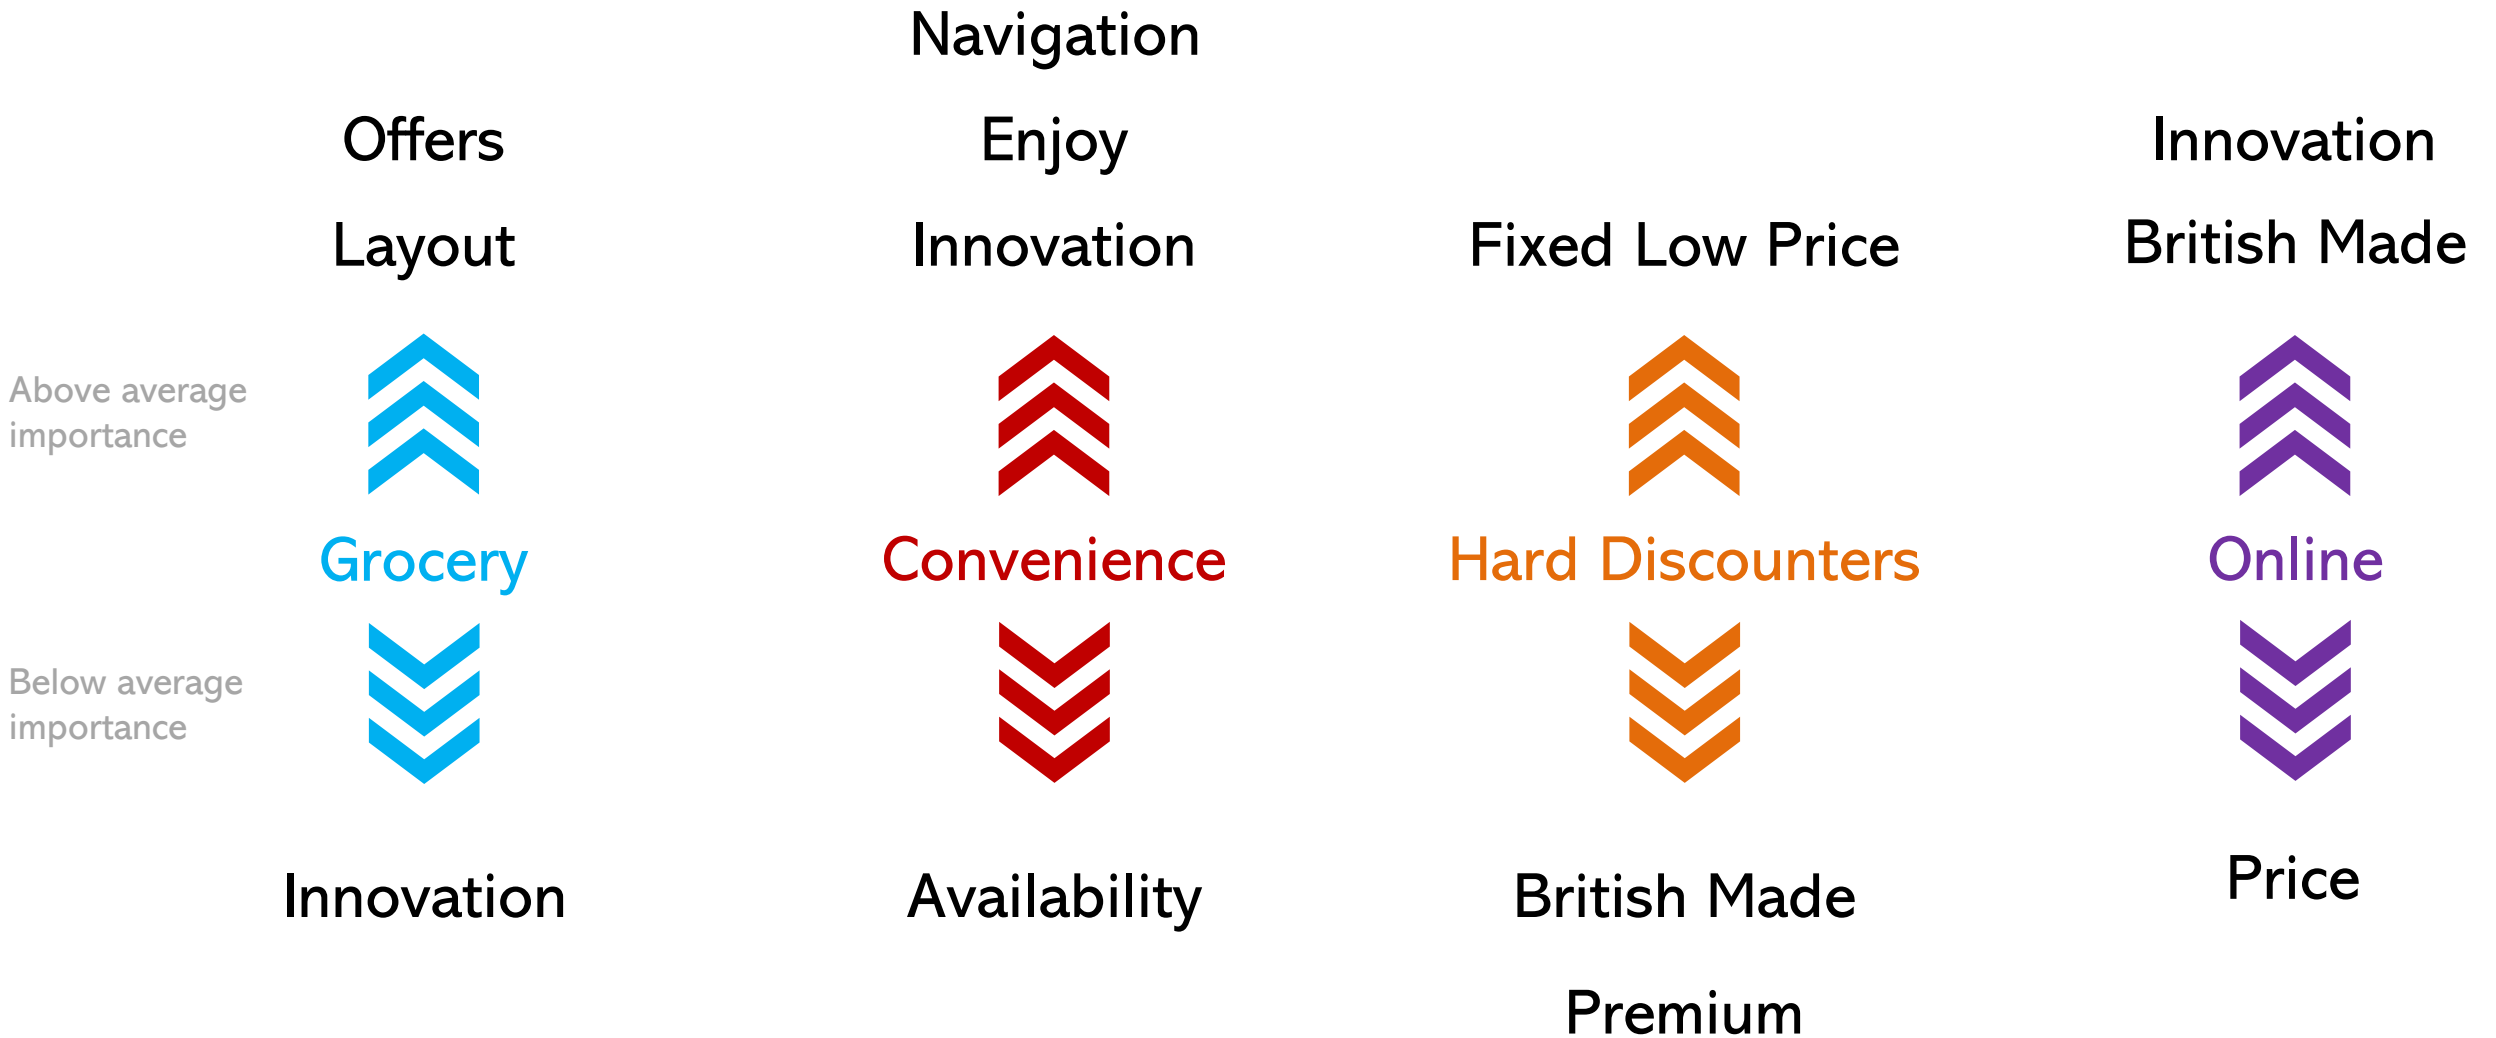 Navigation
Offers
Enjoy
Innovation
Layout
Innovation
Fixed Low Price
British Made
Above average
importance
Grocery
Convenience
Hard Discounters
Online
Below average
importance
Innovation
Availability
British Made
Price
Premium